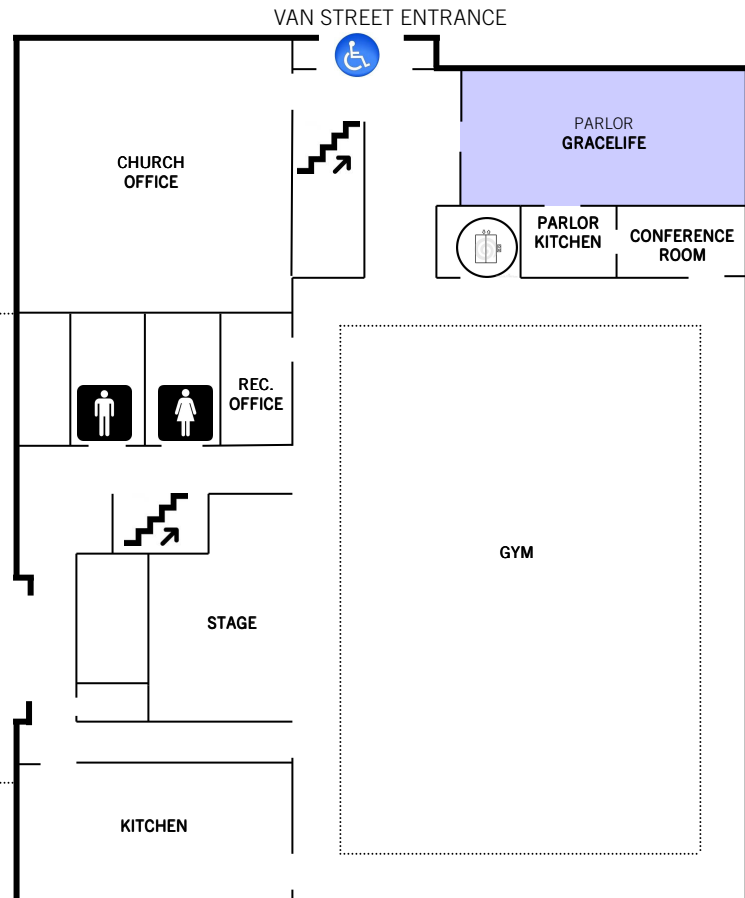 VAN STREET ENTRANCE
PARLOR
GRACELIFE
CHURCH
OFFICE
PARLOR
KITCHEN
CONFERENCE
ROOM
REC.
OFFICE
GYM
STAGE
KITCHEN